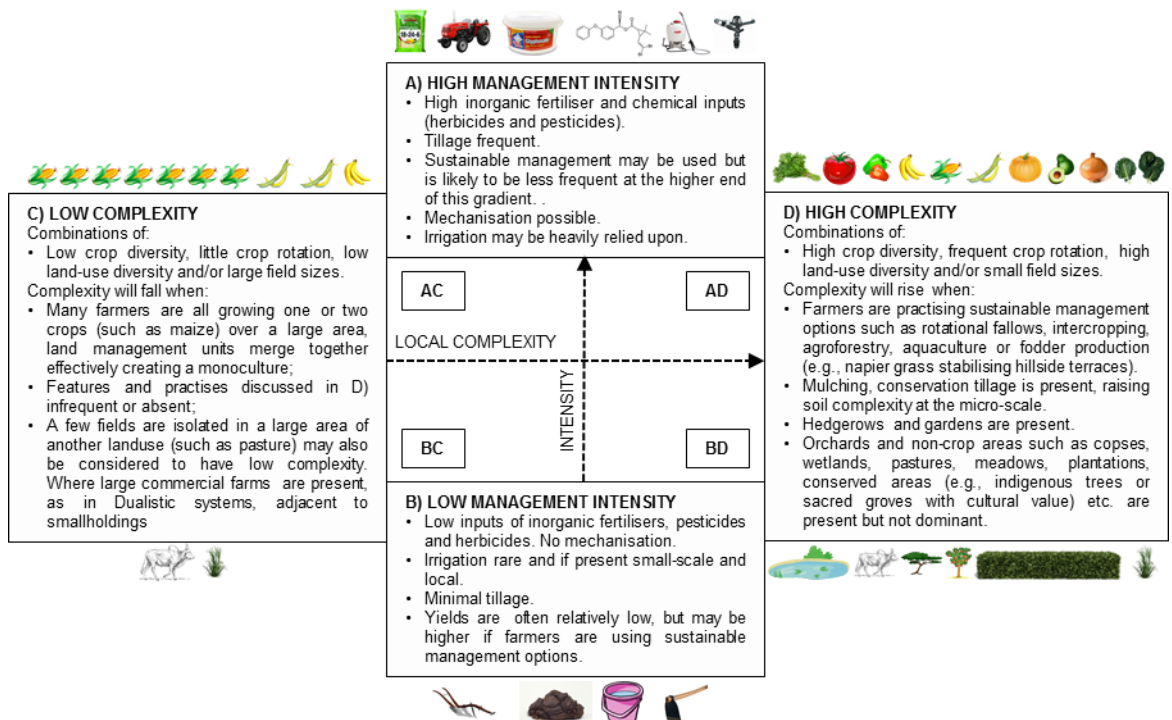 18-24-6
A) HIGH MANAGEMENT INTENSITY
• High inorganic fertiliser and chemical inputs
(herbicides and pesticides).
• Tillage frequent.
• Sustainable management may be used but
is likely to be less frequent at the higher end
of this gradient. .
• Mechanisation possible.
• Irrigation may be heavily relied upon.
C) LOW COMPLEXITY
Combinations of:
• Low crop diversity, little crop rotation, low
land-use diversity and/or large field sizes.
Complexity will fall when:
• Many farmers are all growing one or two
crops (such as maize) over a large area,
land management units merge together
effectively creating a monoculture;
• Features and practises discussed in D)
infrequent or absent;
• A few fields are isolated in a large area of
another landuse (such as pasture) may also
be considered to have low complexity.
Where large commercial farms are present,
as in Dualistic systems, adjacent to
smallholdings
AC
AD
LOCAL COMPLEXITY
INTENSITY
BC
BD
D) HIGH COMPLEXITY
Combinations of:
• High crop diversity, frequent crop rotation, high
land-use diversity and/or small field sizes.
Complexity will rise when:
• Farmers are practising sustainable management
options such as rotational fallows, intercropping,
agroforestry, aquaculture or fodder production
(e.g., napier grass stabilising hillside terraces).
• Mulching, conservation tillage is present, raising
soil complexity at the micro-scale.
• Hedgerows and gardens are present.
• Orchards and non-crop areas such as copses,
wetlands, pastures, meadows, plantations,
conserved areas (e.g., indigenous trees or
sacred groves with cultural value) etc. are
present but not dominant.
B) LOW MANAGEMENT INTENSITY
• Low inputs of inorganic fertilisers, pesticides
and herbicides. No mechanisation.
• Irrigation rare and if present small-scale and
local.
• Minimal tillage.
• Yields are often relatively low, but may be
higher if farmers are using sustainable
management options.